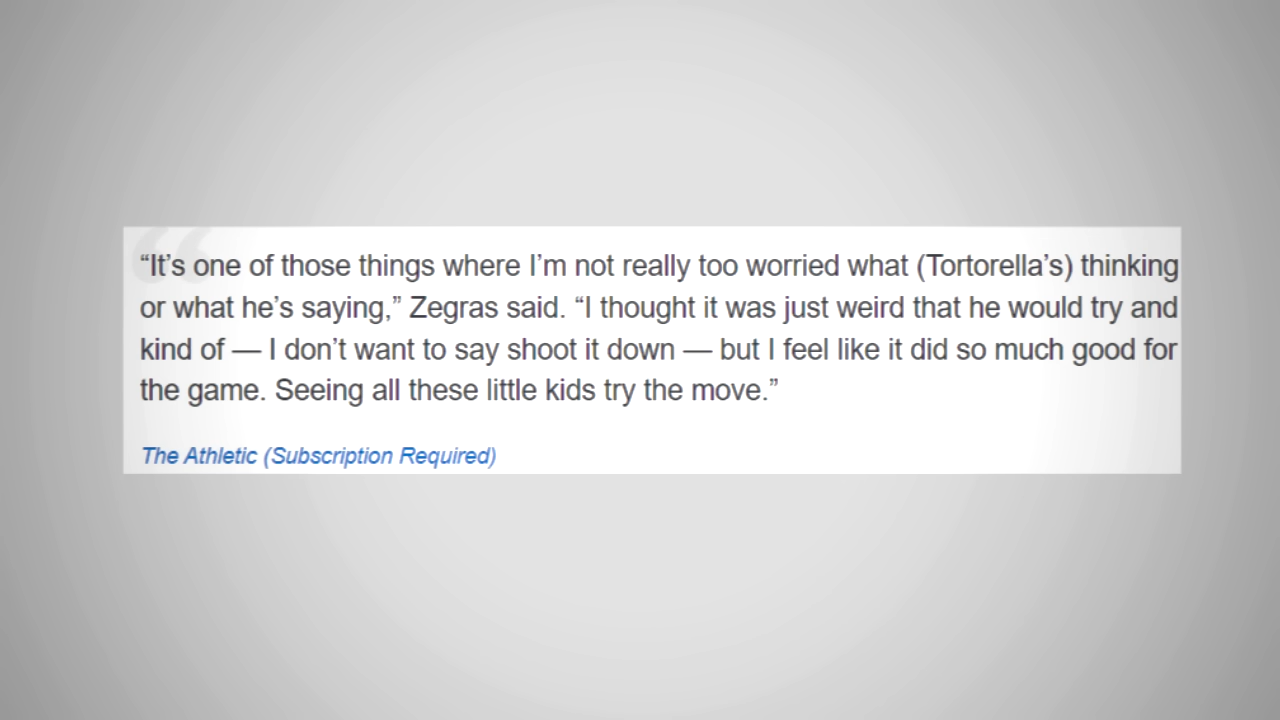 “It’s one of those things where I’m not really too worried what (Tortorella’s) thinking
or what he’s saying,” Zegras said. “I thought it was just weird that he would try and
kind of — I don’t want to say shoot it down — but I feel like it did so much good for
the game. Seeing all these little kids try the move.”
The Athletic (Subscription Required)